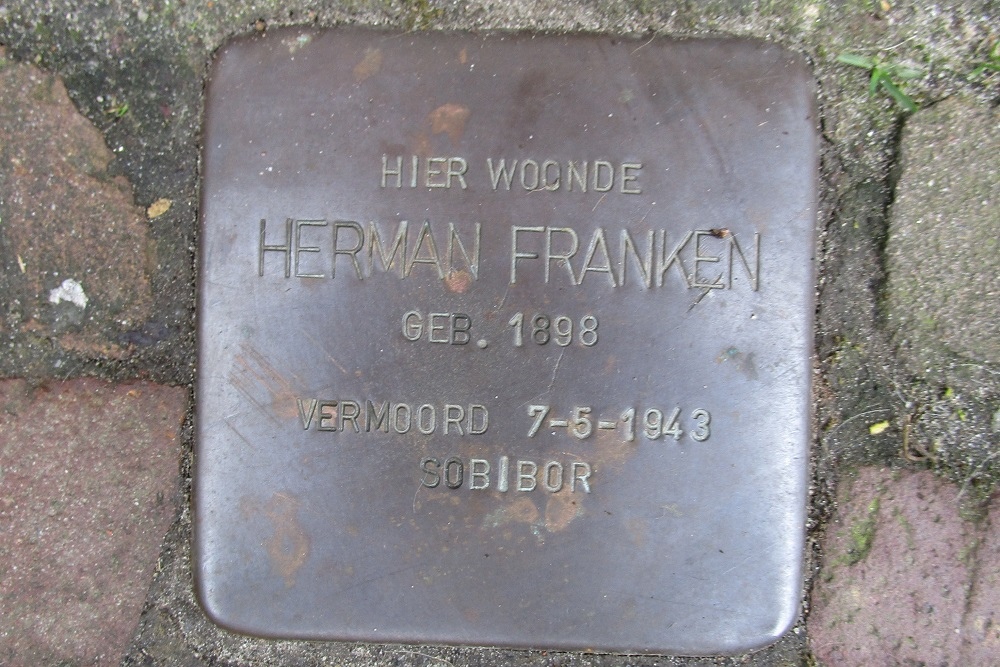 HIER WOONDE
HERMAN FRANKEN
GEB. 1898
VERMOORD 7-5-1943
SOBIBOR